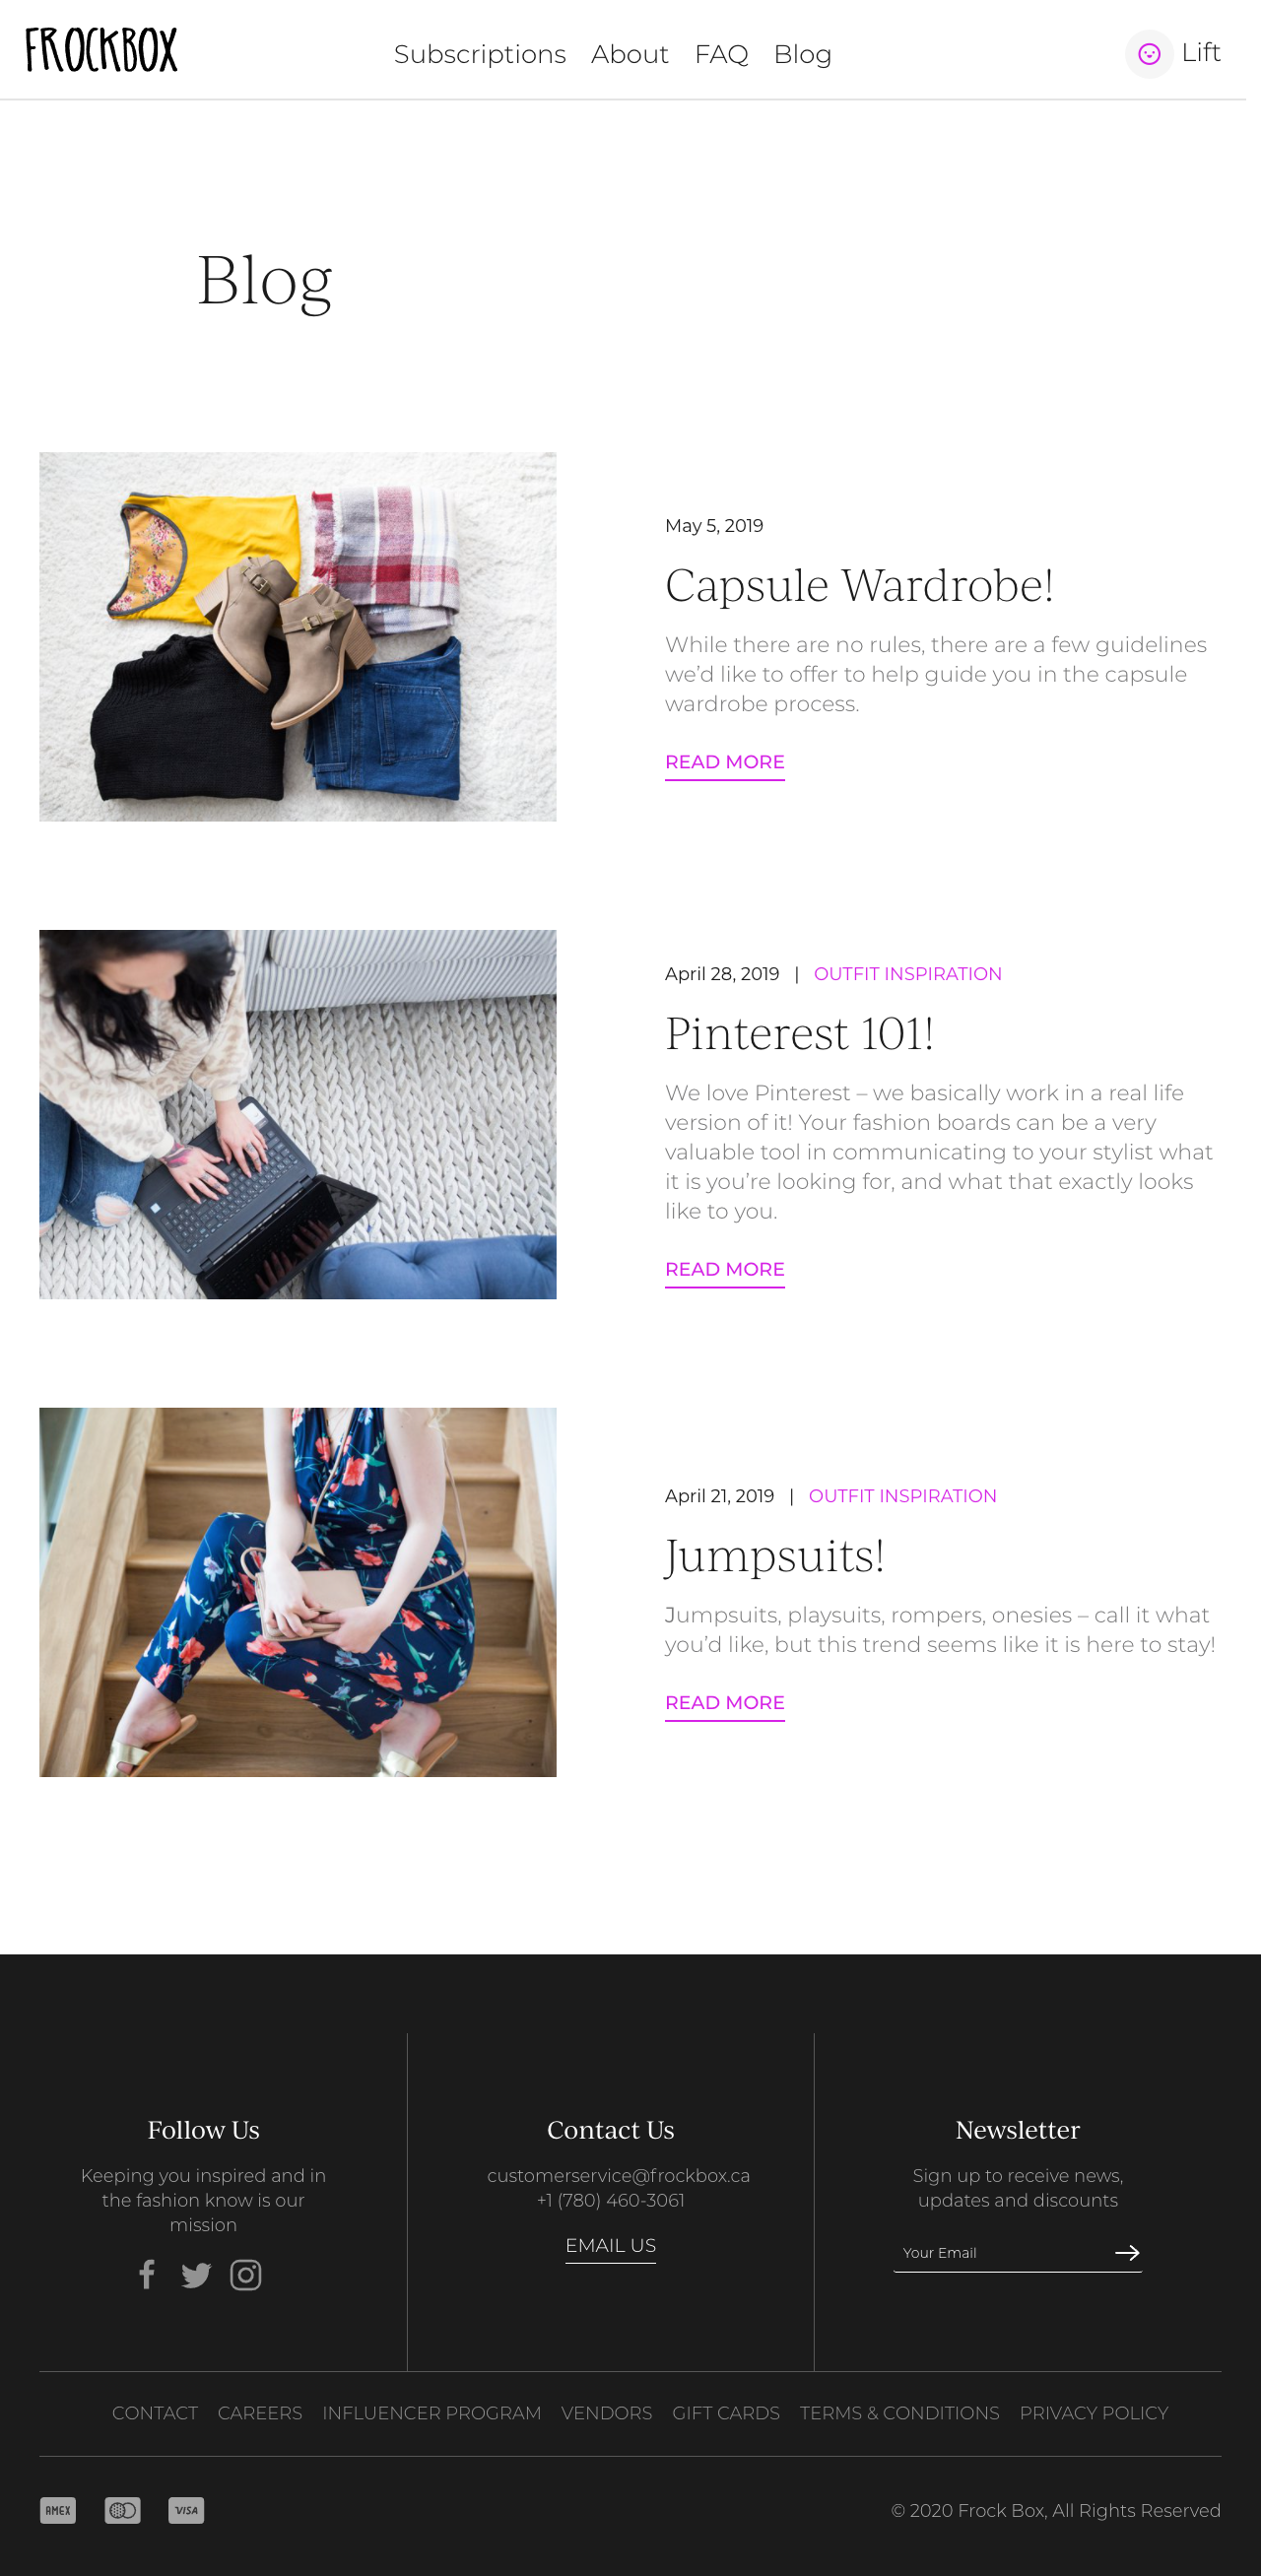 FROCKBOX
Subscriptions About FAQ Blog
Lift
Blog
May 5, 2019
Capsule Wardrobe!
While there are no rules, there are a few guidelines
we’d like to offer to help guide you in the capsule
wardrobe process.
READ MORE
April 28, 2019 | OUTFIT INSPIRATION
Pinterest 101!
We love Pinterest – we basically work in a real life
version of it! Your fashion boards can be a very
valuable tool in communicating to your stylist what
it is you’re looking for, and what that exactly looks
like to you.
READ MORE
April 21, 2019 | OUTFIT INSPIRATION
Jumpsuits!
Jumpsuits, playsuits, rompers, onesies – call it what
you’d like, but this trend seems like it is here to stay!
READ MORE
Follow Us
Keeping you inspired and in
the fashion know is our
mission
Contact Us
customerservice@frockbox.ca
+1 (780) 460-3061
EMAIL US
Newsletter
Sign up to receive news,
updates and discounts
Your Email
CONTACT CAREERS INFLUENCER PROGRAM VENDORS GIFT CARDS TERMS & CONDITIONS PRIVACY POLICY
AMEX VISA
© 2020 Frock Box, All Rights Reserved